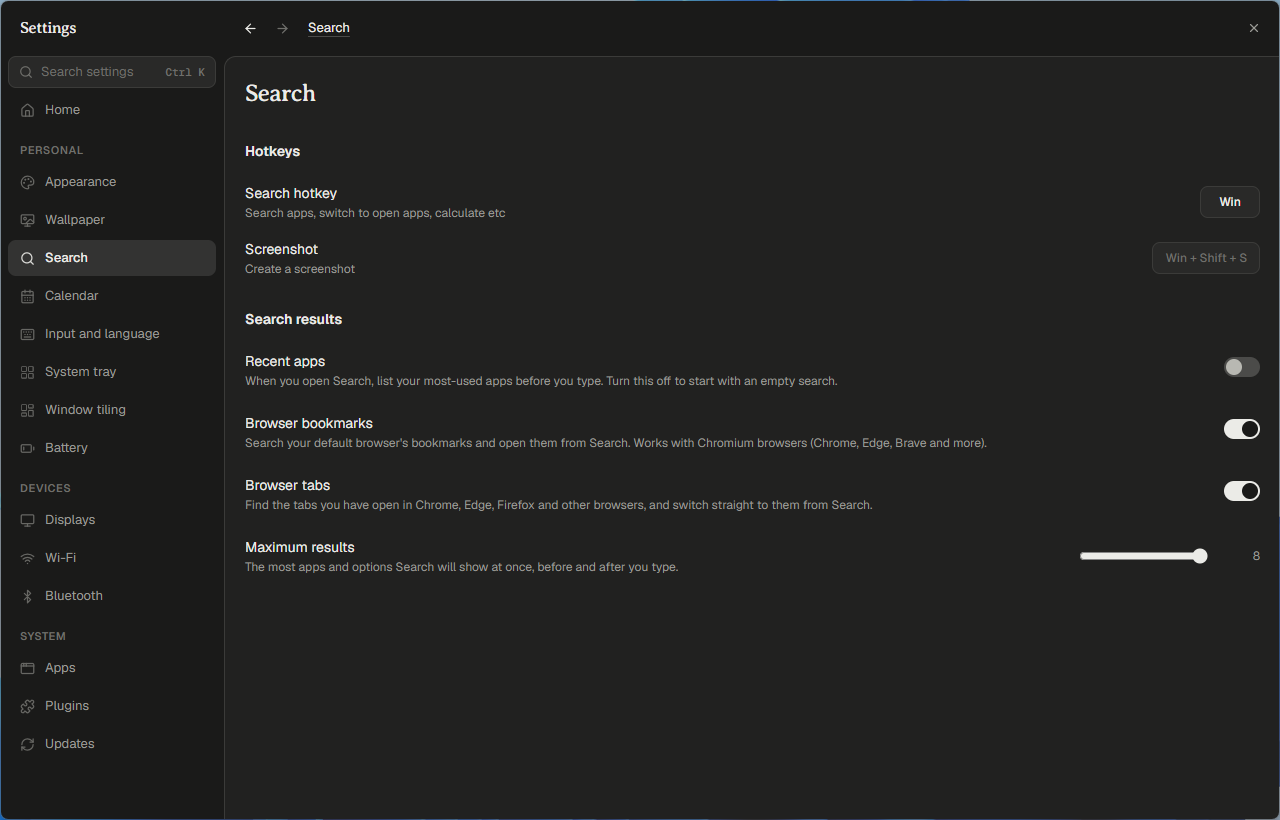 Settings
Search
Search settings
Ctrl K
Home
PERSONAL
Appearance
Wallpaper
Search
Calendar
Input and language
System tray
Window tiling
Battery
DEVICES
Displays
Wi-Fi
Bluetooth
SYSTEM
Apps
Plugins
Updates
Search
Hotkeys
Search hotkey
Search apps, switch to open apps, calculate etc
Win
Screenshot
Create a screenshot
Win + Shift + S
Search results
Recent apps
When you open Search, list your most-used apps before you type. Turn this off to start with an empty search.
Browser bookmarks
Search your default browser's bookmarks and open them from Search. Works with Chromium browsers (Chrome, Edge, Brave and more).
Browser tabs
Find the tabs you have open in Chrome, Edge, Firefox and other browsers, and switch straight to them from Search.
Maximum results
The most apps and options Search will show at once, before and after you type.
8